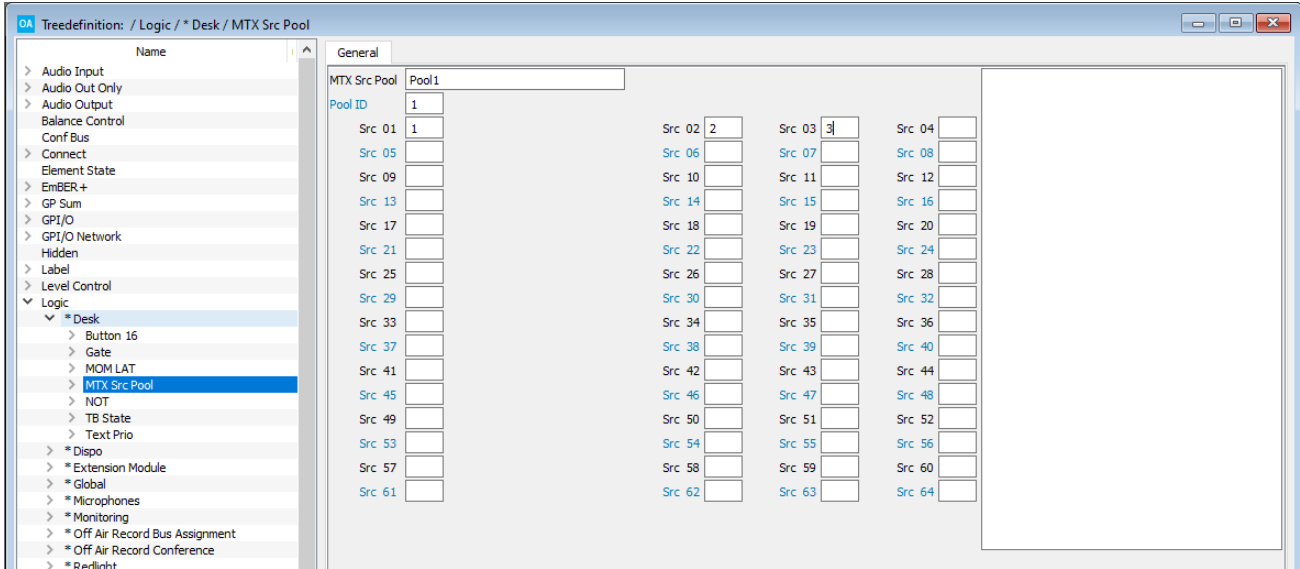 OA Treedefinition: / Logic / * Desk / MTX Src Pool
Name
Audio Input
Audio Out Only
Audio Output
Balance Control
Conf Bus
Connect
Element State
EmBER+
GP Sum
GPI/O
GPI/O Network
Hidden
Label
Level Control
Logic
* Desk
Button 16
Gate
MOM LAT
MTX Src Pool
NOT
TB State
Text Prio
* Dispo
* Extension Module
* Global
* Microphones
* Monitoring
* Off Air Record Bus Assignment
* Off Air Record Conference
* Redlight
General
MTX Src Pool Pool1
Pool ID 1
Src 01 1 Src 02 2 Src 03 3 Src 04
Src 05 Src 06 Src 07 Src 08
Src 09 Src 10 Src 11 Src 12
Src 13 Src 14 Src 15 Src 16
Src 17 Src 18 Src 19 Src 20
Src 21 Src 22 Src 23 Src 24
Src 25 Src 26 Src 27 Src 28
Src 29 Src 30 Src 31 Src 32
Src 33 Src 34 Src 35 Src 36
Src 37 Src 38 Src 39 Src 40
Src 41 Src 42 Src 43 Src 44
Src 45 Src 46 Src 47 Src 48
Src 49 Src 50 Src 51 Src 52
Src 53 Src 54 Src 55 Src 56
Src 57 Src 58 Src 59 Src 60
Src 61 Src 62 Src 63 Src 64